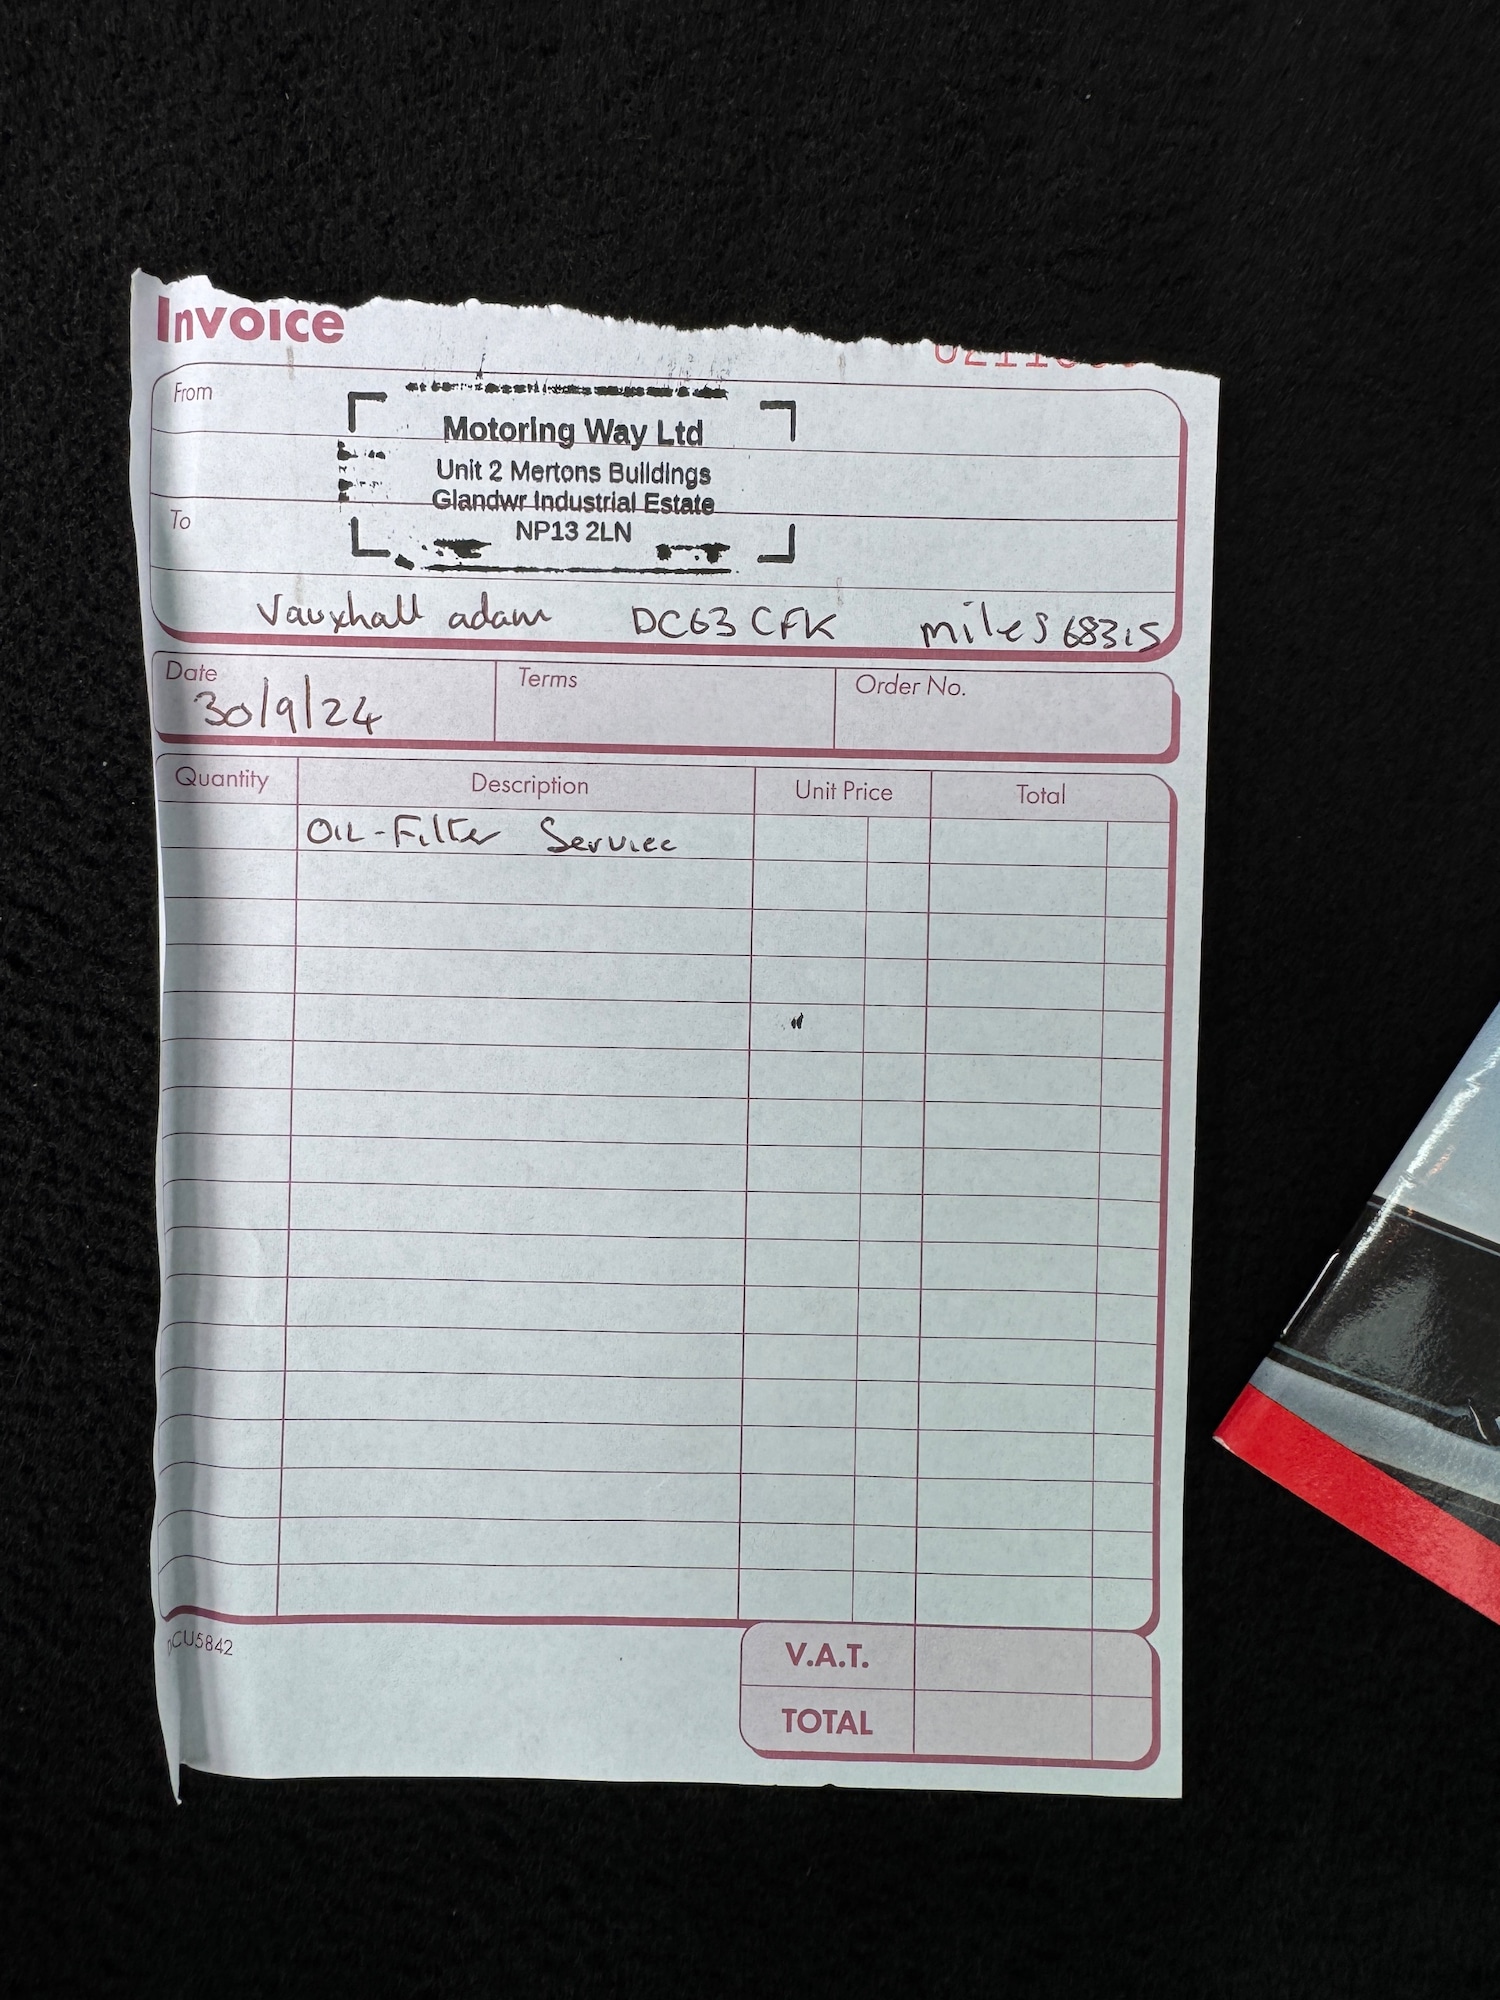 Invoice
From
Motoring Way Ltd
Unit 2 Mertons Buildings
Glandwr Industrial Estate
NP13 2LN
To
Vauxhall adam DC63 CFK miles 68315
Date Terms Order No.
30/9/24
Quantity Description Unit Price Total
OIL-Filter Service
V.A.T.
DCU5842
TOTAL